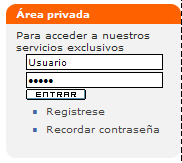 Área privada
Para acceder a nuestros
servicios exclusivos
Usuario
•••••
ENTRAR
Registrese
Recordar contraseña